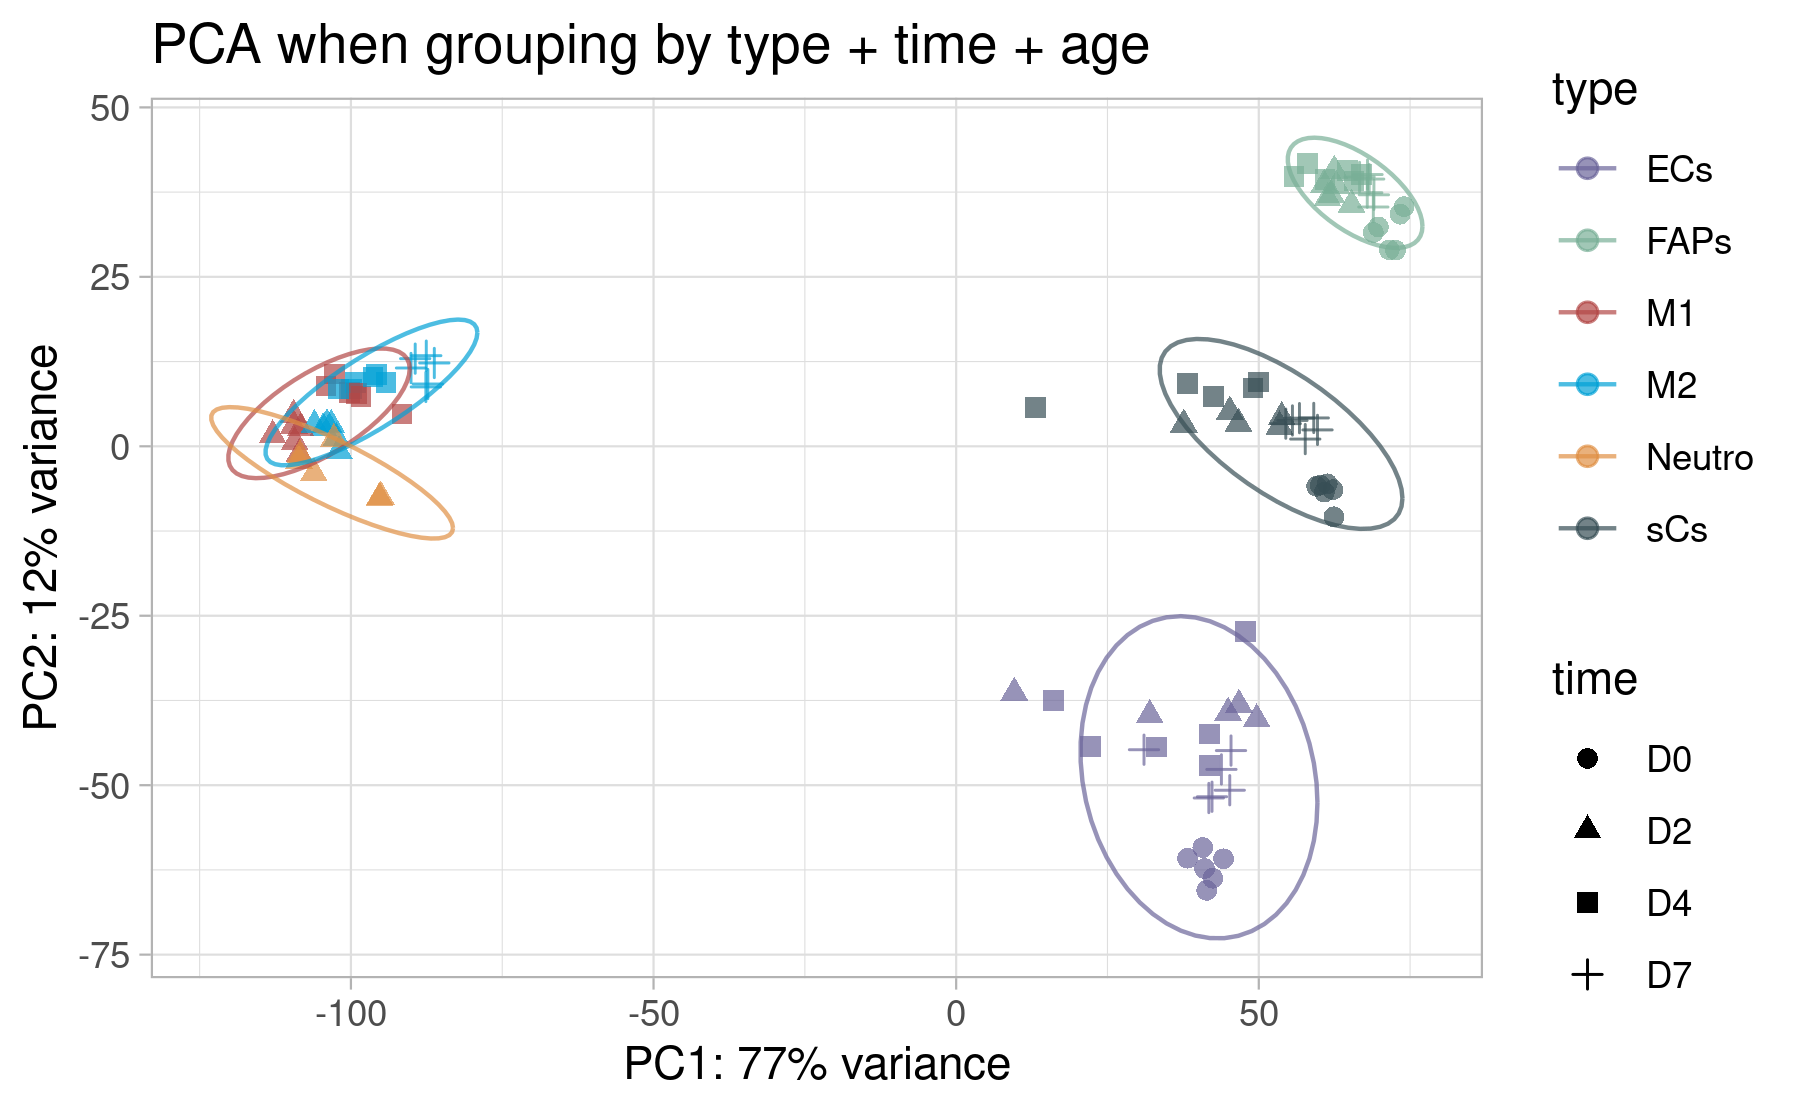 PCA when grouping by type + time + age
50
25
0
-25
-50
-75
PC2: 12% variance
-100
-50
0
50
PC1: 77% variance
type
ECs
FAPs
M1
M2
Neutro
sCs
time
D0
D2
D4
D7